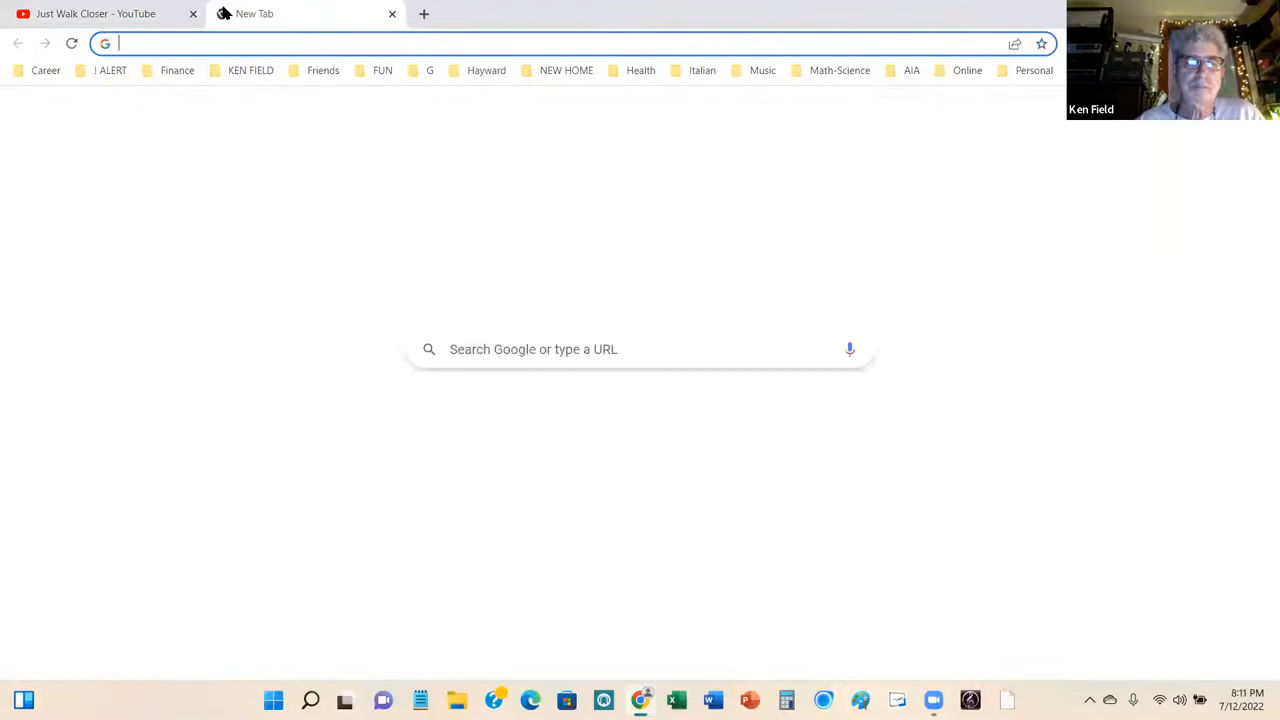 Just Walk Closer - YouTube New Tab
Career ! ALERT Finance KEN FIELD Friends FUN G Hayward NEW HOME Health Italian Music Math-Science AIA Online Personal
Ken Field
Search Google or type a URL
8:11 PM
7/12/2022